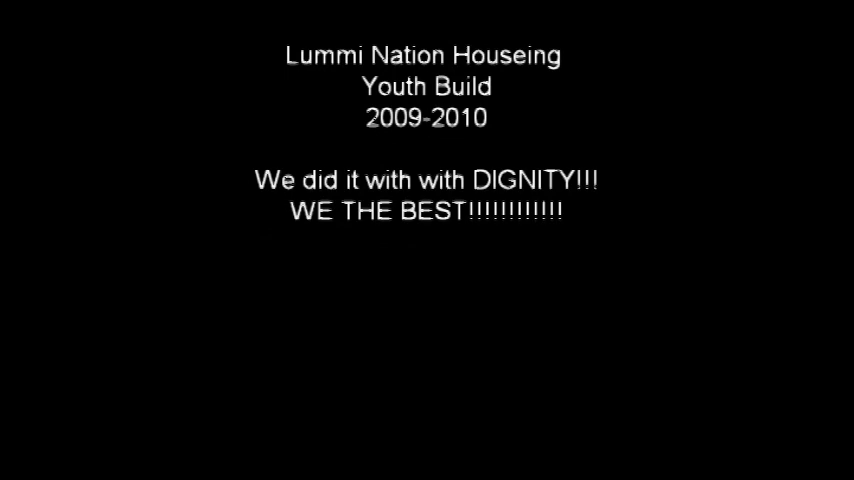 Lummi Nation Houseing
Youth Build
2009-2010
We did it with with DIGNITY!!!
WE THE BEST!!!!!!!!!!!!